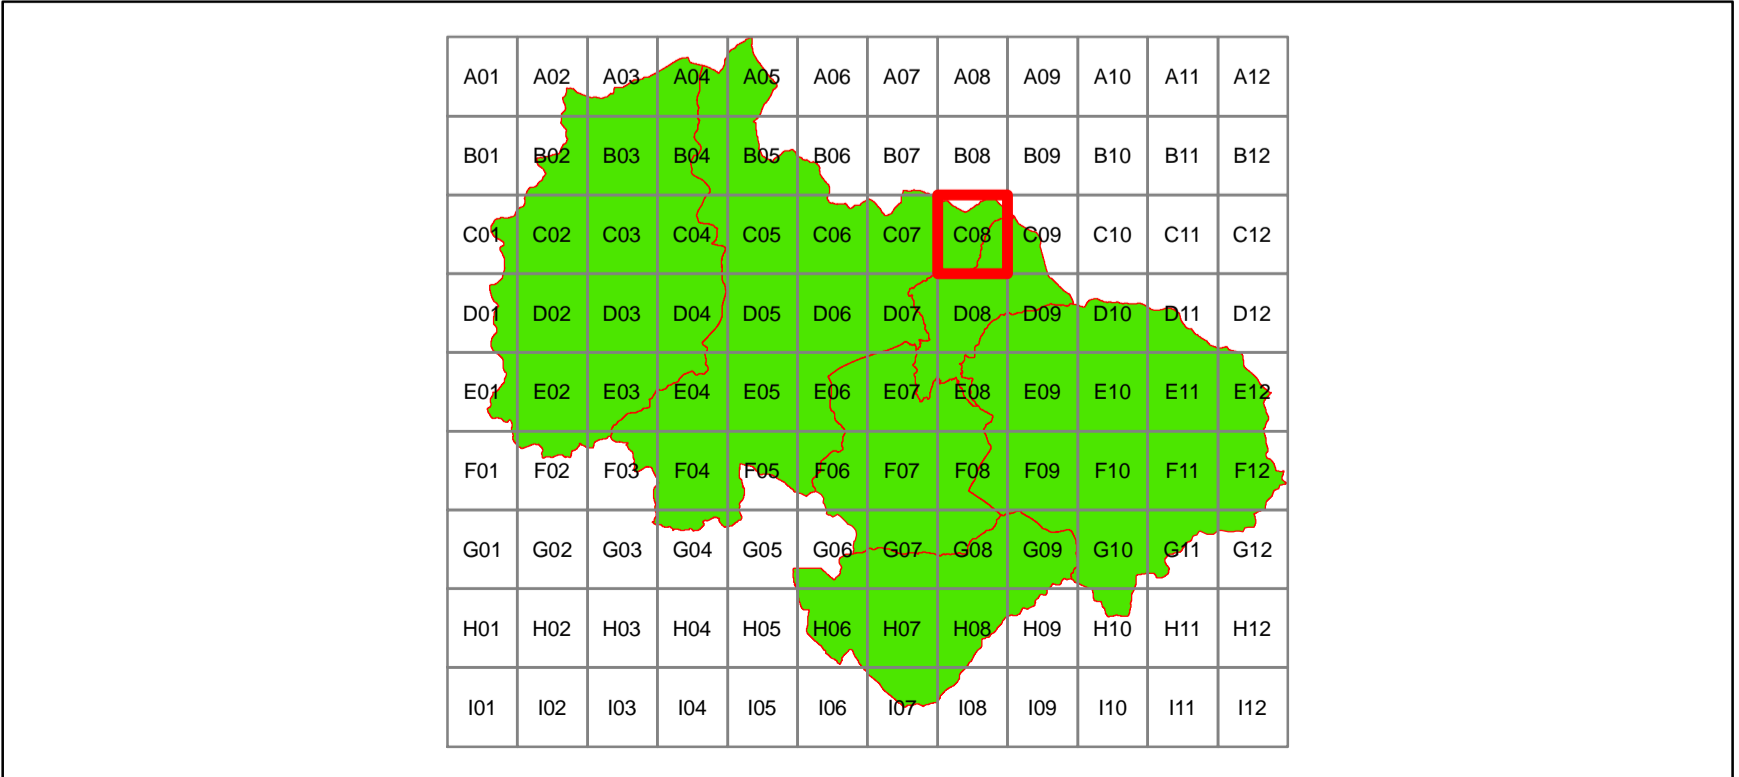 A01 A02 A03 A04 A05 A06 A07 A08 A09 A10 A11 A12
B01 B02 B03 B04 B05 B06 B07 B08 B09 B10 B11 B12
C01 C02 C03 C04 C05 C06 C07 C08 C09 C10 C11 C12
D01 D02 D03 D04 D05 D06 D07 D08 D09 D10 D11 D12
E01 E02 E03 E04 E05 E06 E07 E08 E09 E10 E11 E12
F01 F02 F03 F04 F05 F06 F07 F08 F09 F10 F11 F12
G01 G02 G03 G04 G05 G06 G07 G08 G09 G10 G11 G12
H01 H02 H03 H04 H05 H06 H07 H08 H09 H10 H11 H12
I01 I02 I03 I04 I05 I06 I07 I08 I09 I10 I11 I12